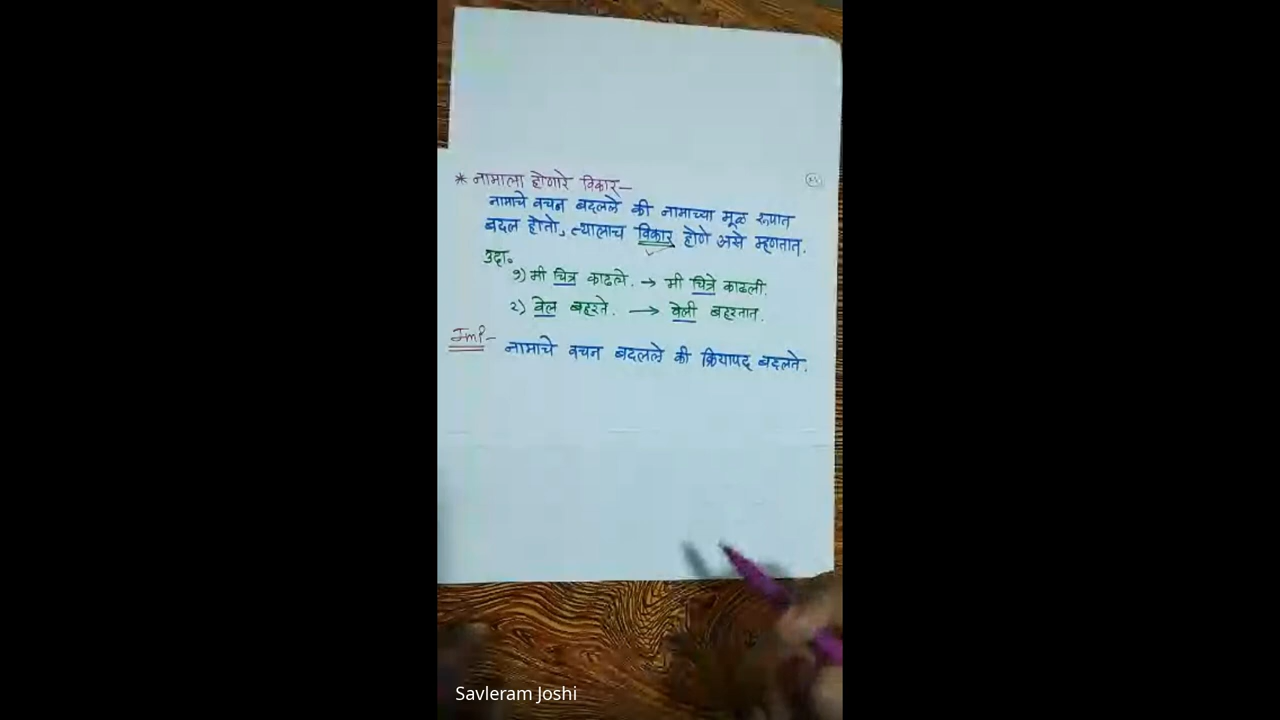 * नामाला होणारे विकार—
नामाचे वचन बदलले की नामाच्या मूळ रूपात
बदल होतो, त्यालाच विकार होणे असे म्हणतात.
उदा॰
१) मी चित्र काढले. → मी चित्रे काढली.
२) वेल बहरते. → वेली बहरतात.
Imp- नामाचे वचन बदलले की क्रियापद बदलते.
Savleram Joshi